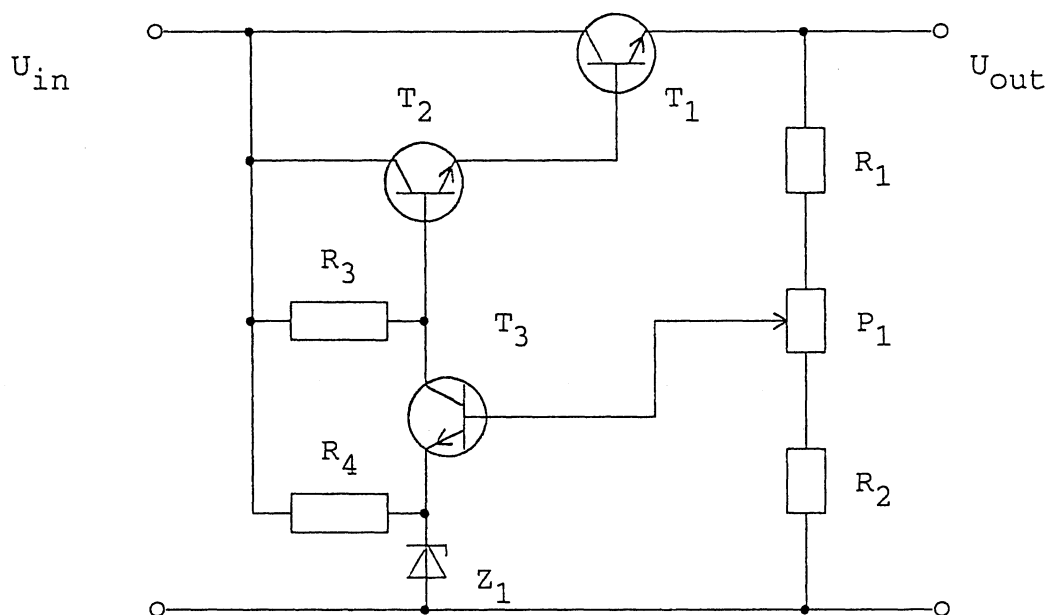 U_in
U_out
T_2
T_1
R_1
R_3
T_3
P_1
R_4
R_2
Z_1